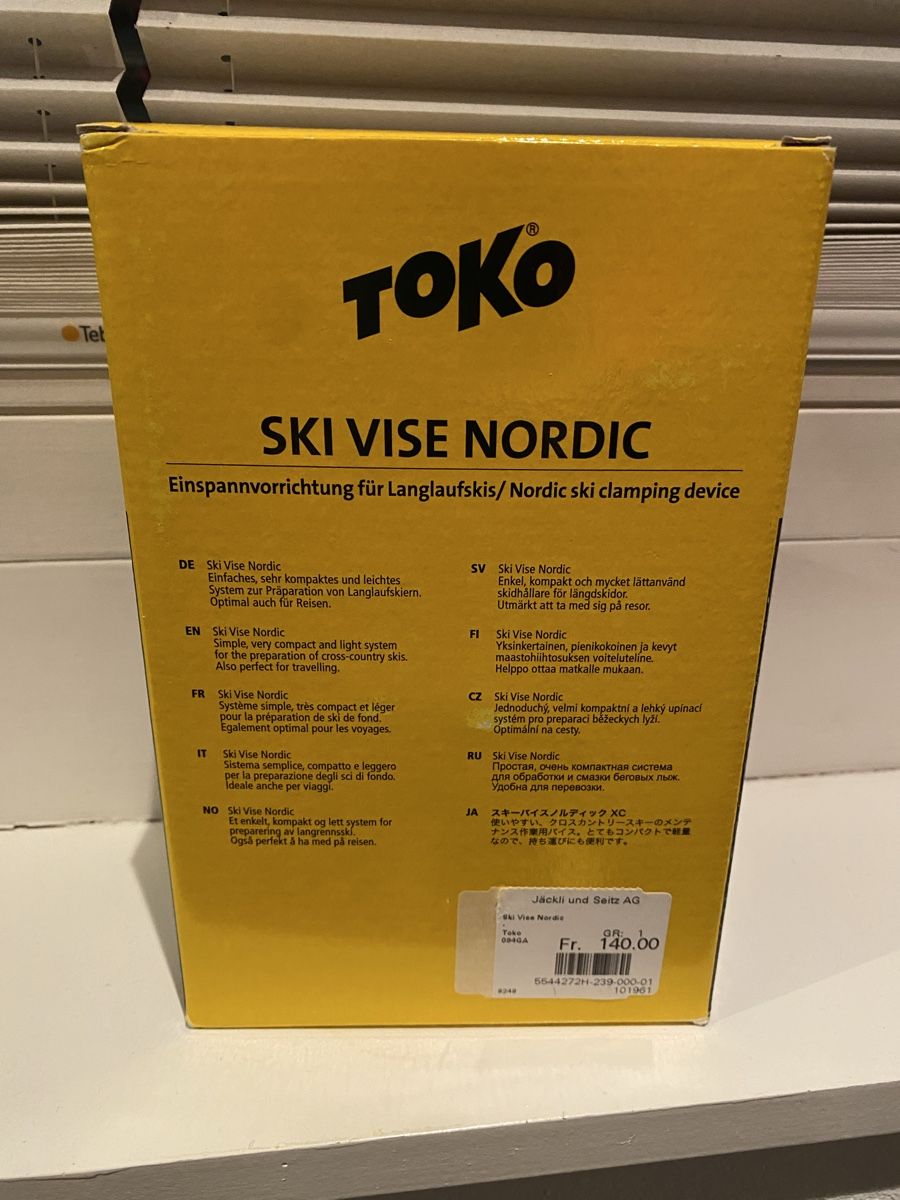 TOKO®
SKI VISE NORDIC
Einspannvorrichtung für Langlaufskis/ Nordic ski clamping device
DE Ski Vise Nordic
Einfaches, sehr kompaktes und leichtes
System zur Präparation von Langlaufskiern.
Optimal auch für Reisen.
EN Ski Vise Nordic
Simple, very compact and light system
for the preparation of cross-country skis.
Also perfect for travelling.
FR Ski Vise Nordic
Système simple, très compact et léger
pour la préparation de ski de fond.
Egalement optimal pour les voyages.
IT Ski Vise Nordic
Sistema semplice, compatto e leggero
per la preparazione degli sci di fondo.
Ideale anche per viaggi.
NO Ski Vise Nordic
Et enkelt, kompakt og lett system for
preparering av langrennsski.
Også perfekt å ha med på reisen.
SV Ski Vise Nordic
Enkel, kompakt och mycket lättanvänd
skidhållare för längdskidor.
Utmärkt att ta med sig på resor.
FI Ski Vise Nordic
Yksinkertainen, pienikokoinen ja kevyt
maastohiihtosuksen voiteluteline.
Helppo ottaa matkalle mukaan.
CZ Ski Vise Nordic
Jednoduchý, velmi kompaktní a lehký upínací
systém pro preparaci běžeckych lyží.
Optimální na cesty.
RU Ski Vise Nordic
Простая, очень компактная система
для обработки и смазки беговых лыж.
Удобна для перевозки.
JA スキーバイスノルディック XC
使いやすい、クロスカントリースキーのメンテ
ナンス作業用バイス。とてもコンパクトで軽量
なので、持ち運びにも便利です。
Jäckli und Seitz AG
Ski Vise Nordic
-
Toko GR: 1
094GA Fr. 140.00
5544272H-239-000-01
8248 101961